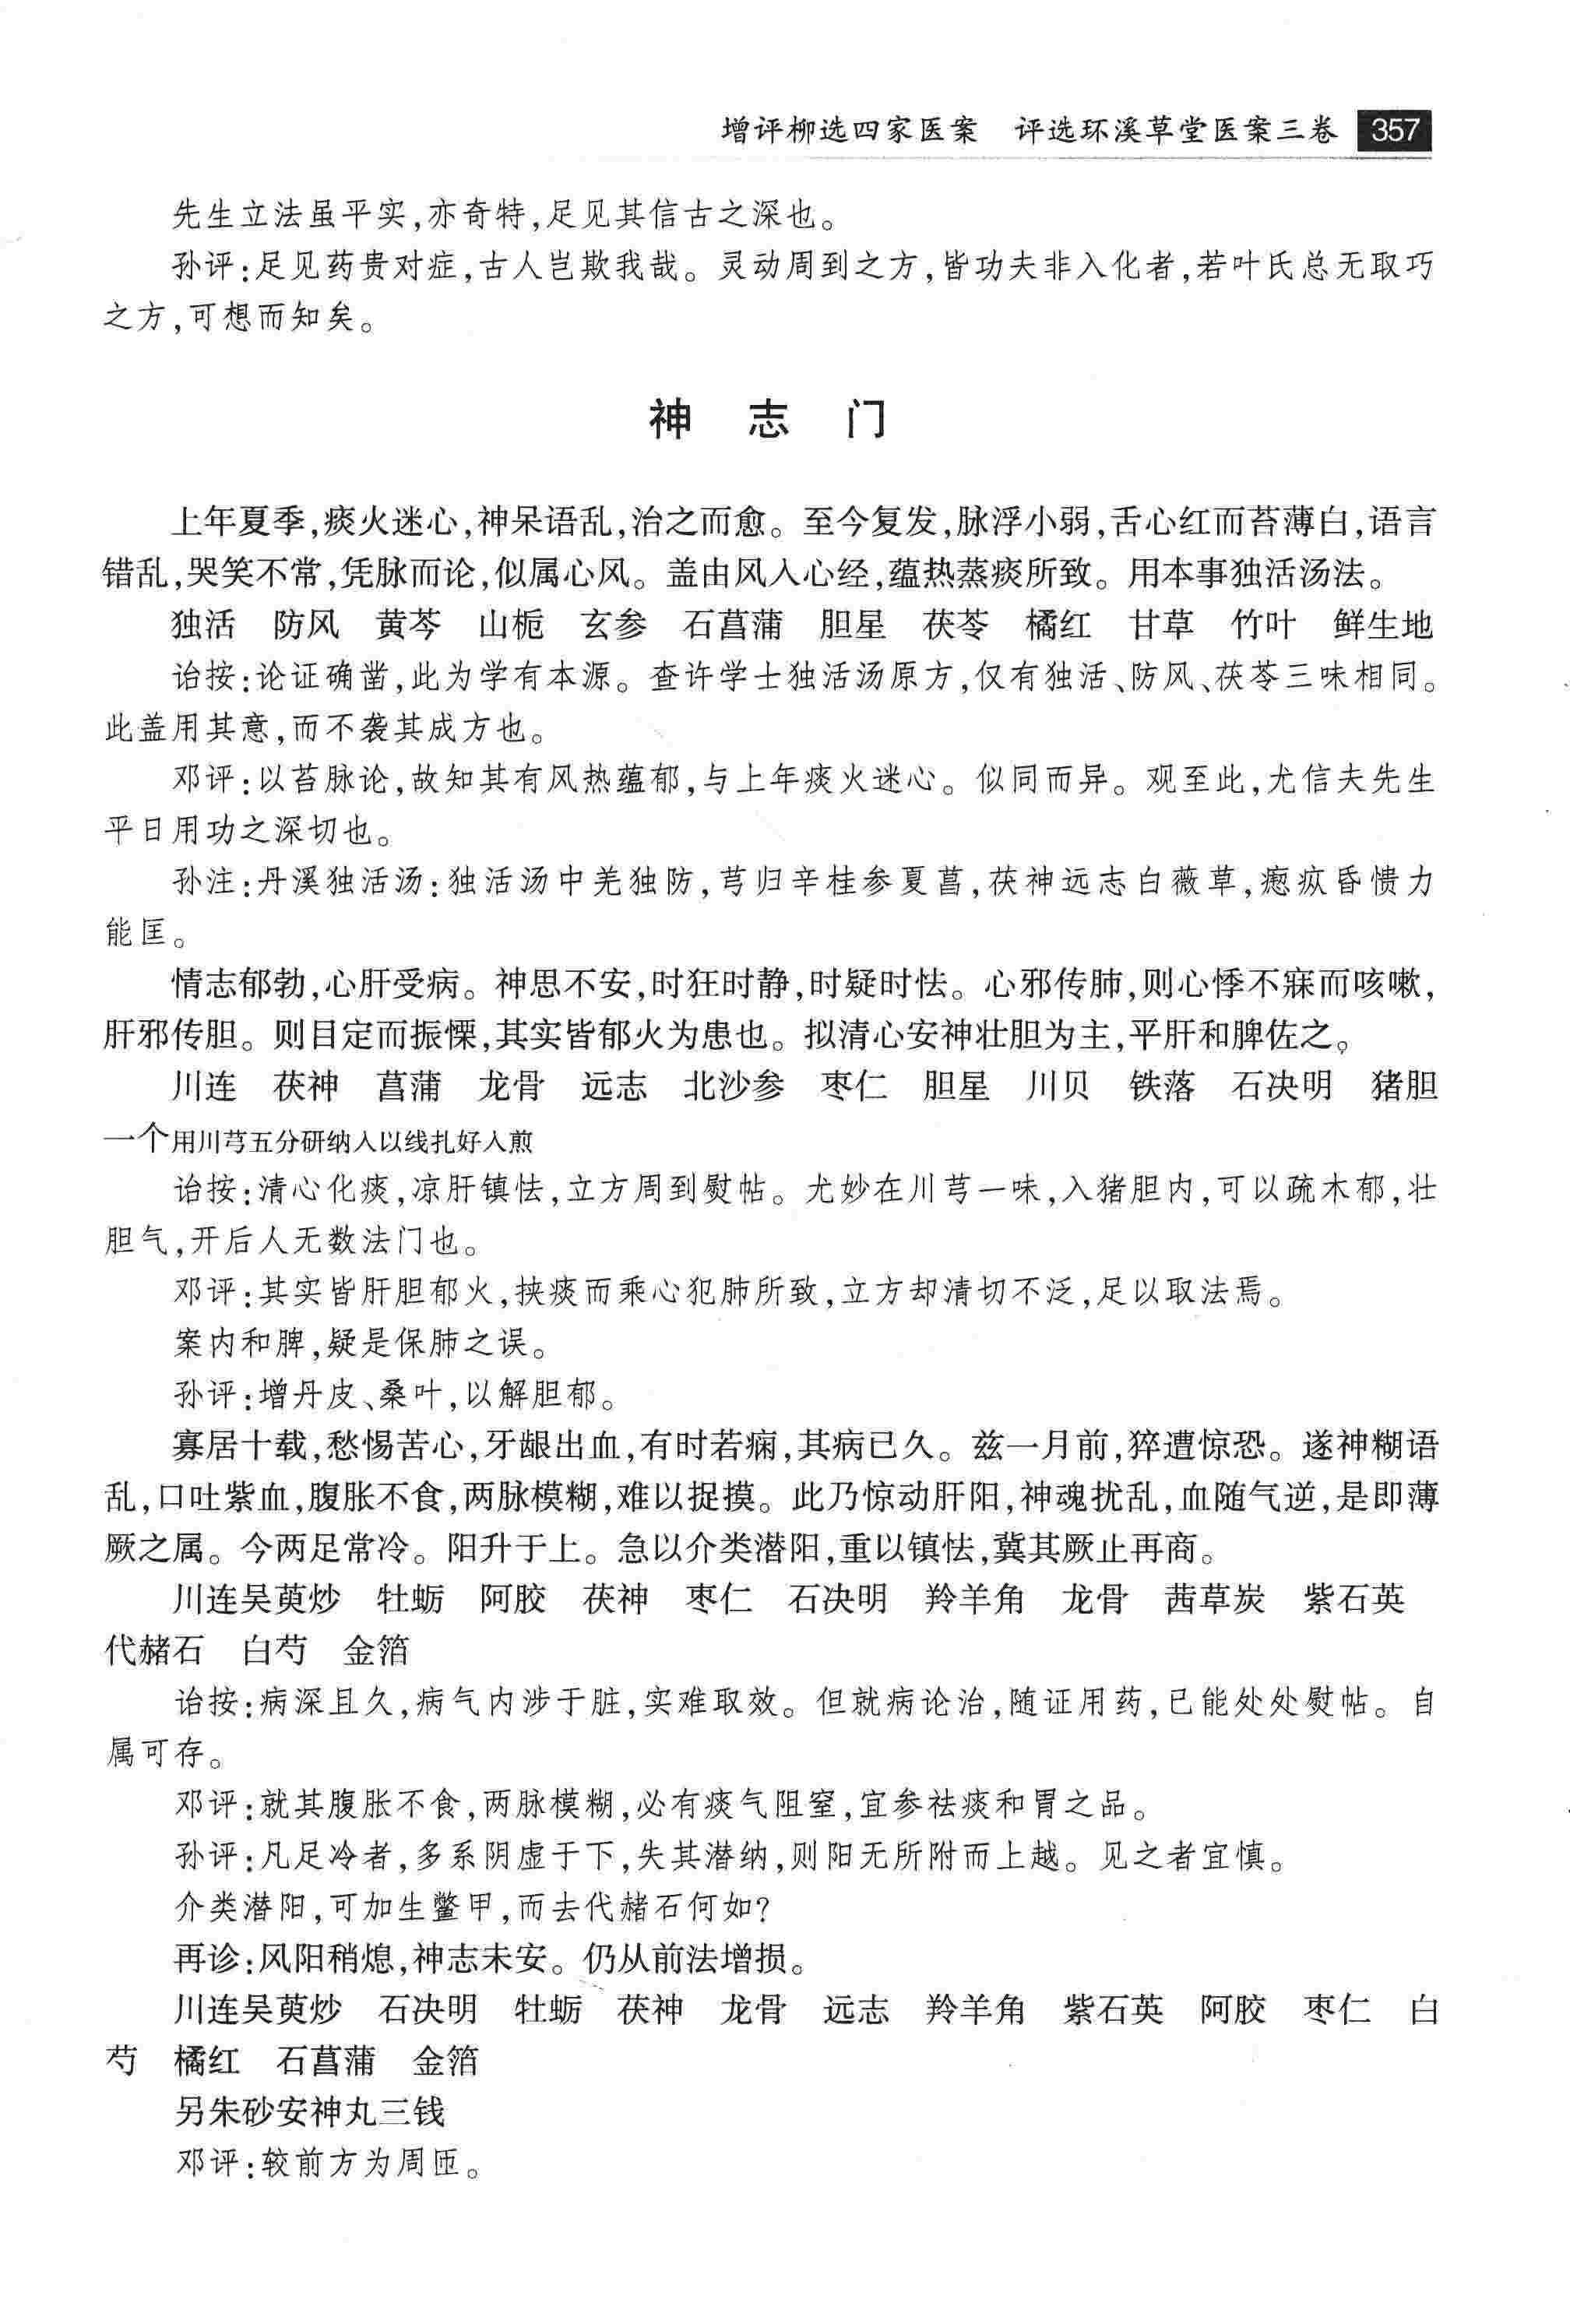 增评柳选四家医案　评选环溪草堂医案三卷 357
先生立法虽平实,亦奇特,足见其信古之深也。
孙评:足见药贵对症,古人岂欺我哉。灵动周到之方,皆功夫非入化者,若叶氏总无取巧
之方,可想而知矣。
神　志　门
上年夏季,痰火迷心,神呆语乱,治之而愈。至今复发,脉浮小弱,舌心红而苔薄白,语言
错乱,哭笑不常,凭脉而论,似属心风。盖由风入心经,蕴热蒸痰所致。用本事独活汤法。
独活　防风　黄芩　山栀　玄参　石菖蒲　胆星　茯苓　橘红　甘草　竹叶　鲜生地
诒按:论证确凿,此为学有本源。查许学士独活汤原方,仅有独活、防风、茯苓三味相同。
此盖用其意,而不袭其成方也。
邓评:以苔脉论,故知其有风热蕴郁,与上年痰火迷心。似同而异。观至此,尤信夫先生
平日用功之深切也。
孙注:丹溪独活汤:独活汤中羌独防,芎归辛桂参夏菖,茯神远志白薇草,瘛疭昏愦力
能匡。
情志郁勃,心肝受病。神思不安,时狂时静,时疑时怯。心邪传肺,则心悸不寐而咳嗽,
肝邪传胆。则目定而振慄,其实皆郁火为患也。拟清心安神壮胆为主,平肝和脾佐之。
川连　茯神　菖蒲　龙骨　远志　北沙参　枣仁　胆星　川贝　铁落　石决明　猪胆
一个用川芎五分研纳入以线扎好入煎
诒按:清心化痰,凉肝镇怯,立方周到熨帖。尤妙在川芎一味,入猪胆内,可以疏木郁,壮
胆气,开后人无数法门也。
邓评:其实皆肝胆郁火,挟痰而乘心犯肺所致,立方却清切不泛,足以取法焉。
案内和脾,疑是保肺之误。
孙评:增丹皮、桑叶,以解胆郁。
寡居十载,愁惕苦心,牙龈出血,有时若痫,其病已久。兹一月前,猝遭惊恐。遂神糊语
乱,口吐紫血,腹胀不食,两脉模糊,难以捉摸。此乃惊动肝阳,神魂扰乱,血随气逆,是即薄
厥之属。今两足常冷。阳升于上。急以介类潜阳,重以镇怯,冀其厥止再商。
川连吴萸炒　牡蛎　阿胶　茯神　枣仁　石决明　羚羊角　龙骨　茜草炭　紫石英
代赭石　白芍　金箔
诒按:病深且久,病气内涉于脏,实难取效。但就病论治,随证用药,已能处处熨帖。自
属可存。
邓评:就其腹胀不食,两脉模糊,必有痰气阻窒,宜参祛痰和胃之品。
孙评:凡足冷者,多系阴虚于下,失其潜纳,则阳无所附而上越。见之者宜慎。
介类潜阳,可加生鳖甲,而去代赭石何如?
再诊:风阳稍熄,神志未安。仍从前法增损。
川连吴萸炒　石决明　牡蛎　茯神　龙骨　远志　羚羊角　紫石英　阿胶　枣仁　白
芍　橘红　石菖蒲　金箔
另朱砂安神丸三钱
邓评:较前方为周匝。